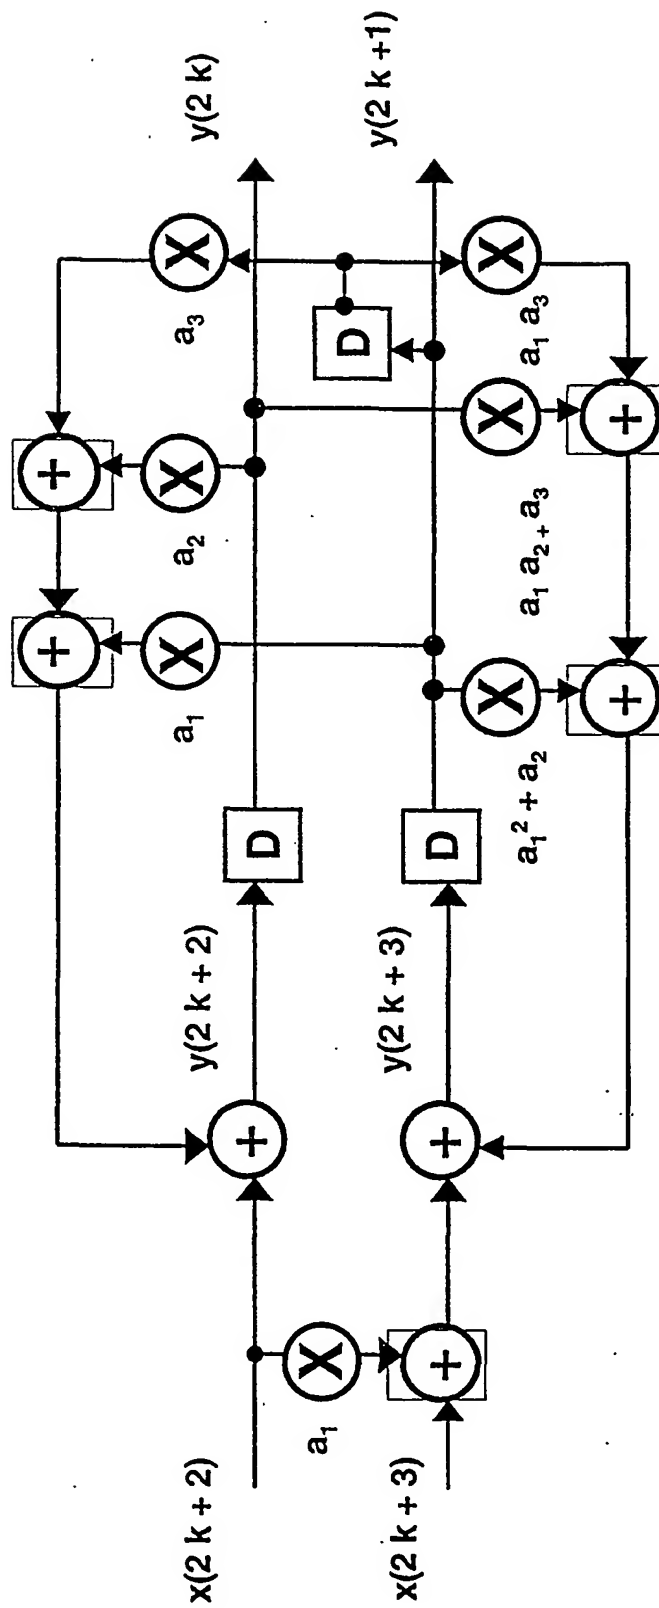 x(2 k + 2)
x(2 k + 3)
a₁
X
+
+
y(2 k + 2)
+
y(2 k + 3)
D
D
a₁
X
+
a₂
X
+
a₃
X
D
a₁² + a₂
X
+
a₁ a₂ + a₃
X
+
a₁ a₃
X
y(2 k)
y(2 k +1)